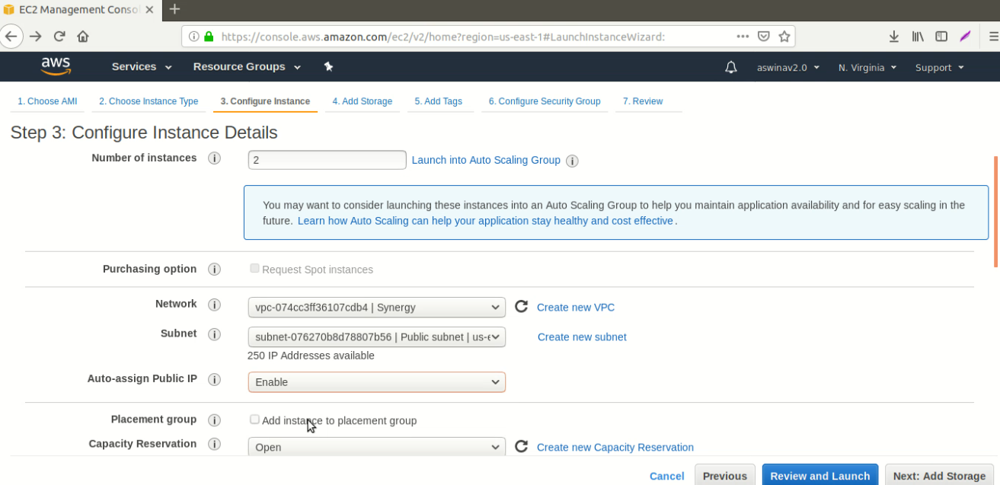 EC2 Management Consol
https://console.aws.amazon.com/ec2/v2/home?region=us-east-1#LaunchInstanceWizard:
aws Services Resource Groups aswinav2.0 N. Virginia Support
1. Choose AMI 2. Choose Instance Type 3. Configure Instance 4. Add Storage 5. Add Tags 6. Configure Security Group 7. Review
Step 3: Configure Instance Details
Number of instances i 2 Launch into Auto Scaling Group i
You may want to consider launching these instances into an Auto Scaling Group to help you maintain application availability and for easy scaling in the
future. Learn how Auto Scaling can help your application stay healthy and cost effective.
Purchasing option i Request Spot instances
Network i vpc-074cc3ff36107cdb4 | Synergy Create new VPC
Subnet i subnet-076270b8d78807b56 | Public subnet | us-e Create new subnet
250 IP Addresses available
Auto-assign Public IP i Enable
Placement group i Add instance to placement group
Capacity Reservation i Open Create new Capacity Reservation
Cancel Previous Review and Launch Next: Add Storage